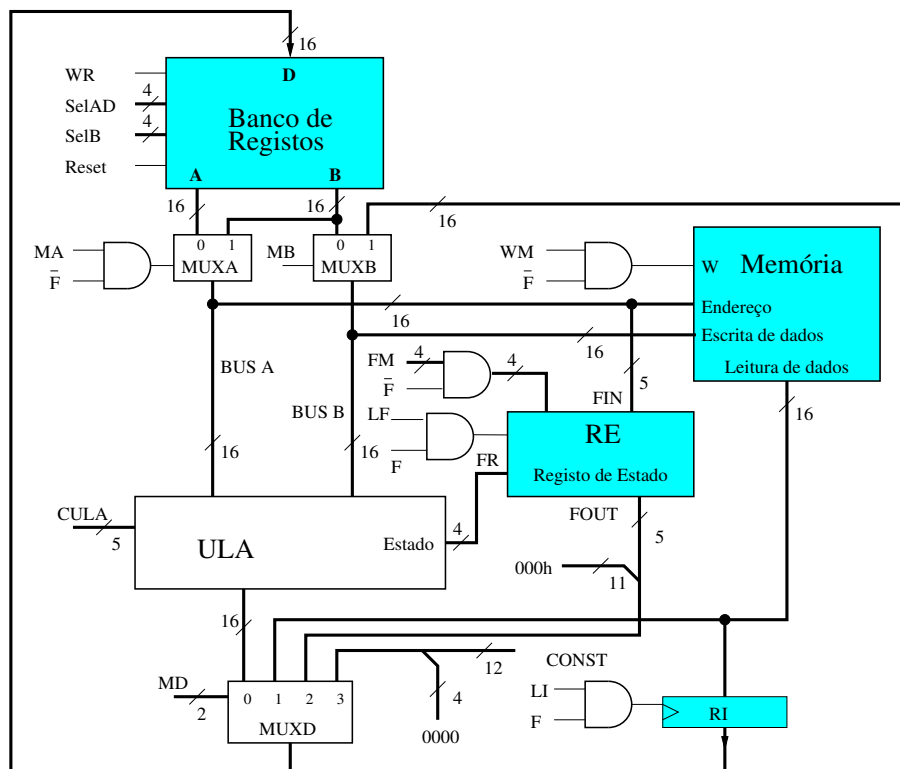 16
D
WR
SelAD
4
SelB
4
Reset
Banco de
Registos
A
B
16
16
16
0
1
MUXA
0
1
MUXB
MA
F̅
MB
WM
F̅
W
Memória
Endereço
Escrita de dados
Leitura de dados
16
16
16
BUS A
BUS B
FM
4
F̅
4
FIN
5
LF
F
RE
Registo de Estado
FR
FOUT
5
16
16
CULA
5
ULA
Estado
4
000h
11
16
MD
2
0
1
2
3
MUXD
12
CONST
4
0000
LI
F
RI